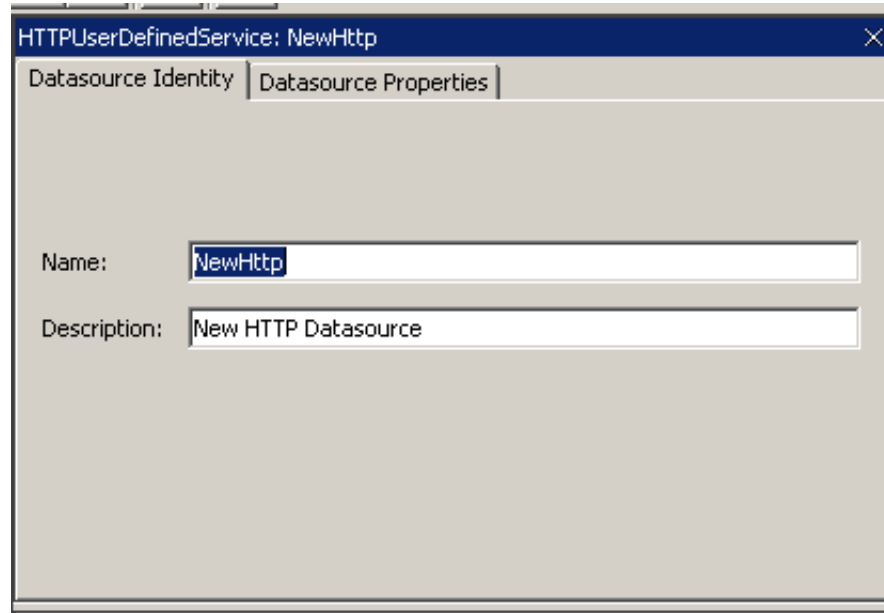 HTTPUserDefinedService: NewHttp
Datasource Identity Datasource Properties
Name: NewHttp
Description: New HTTP Datasource